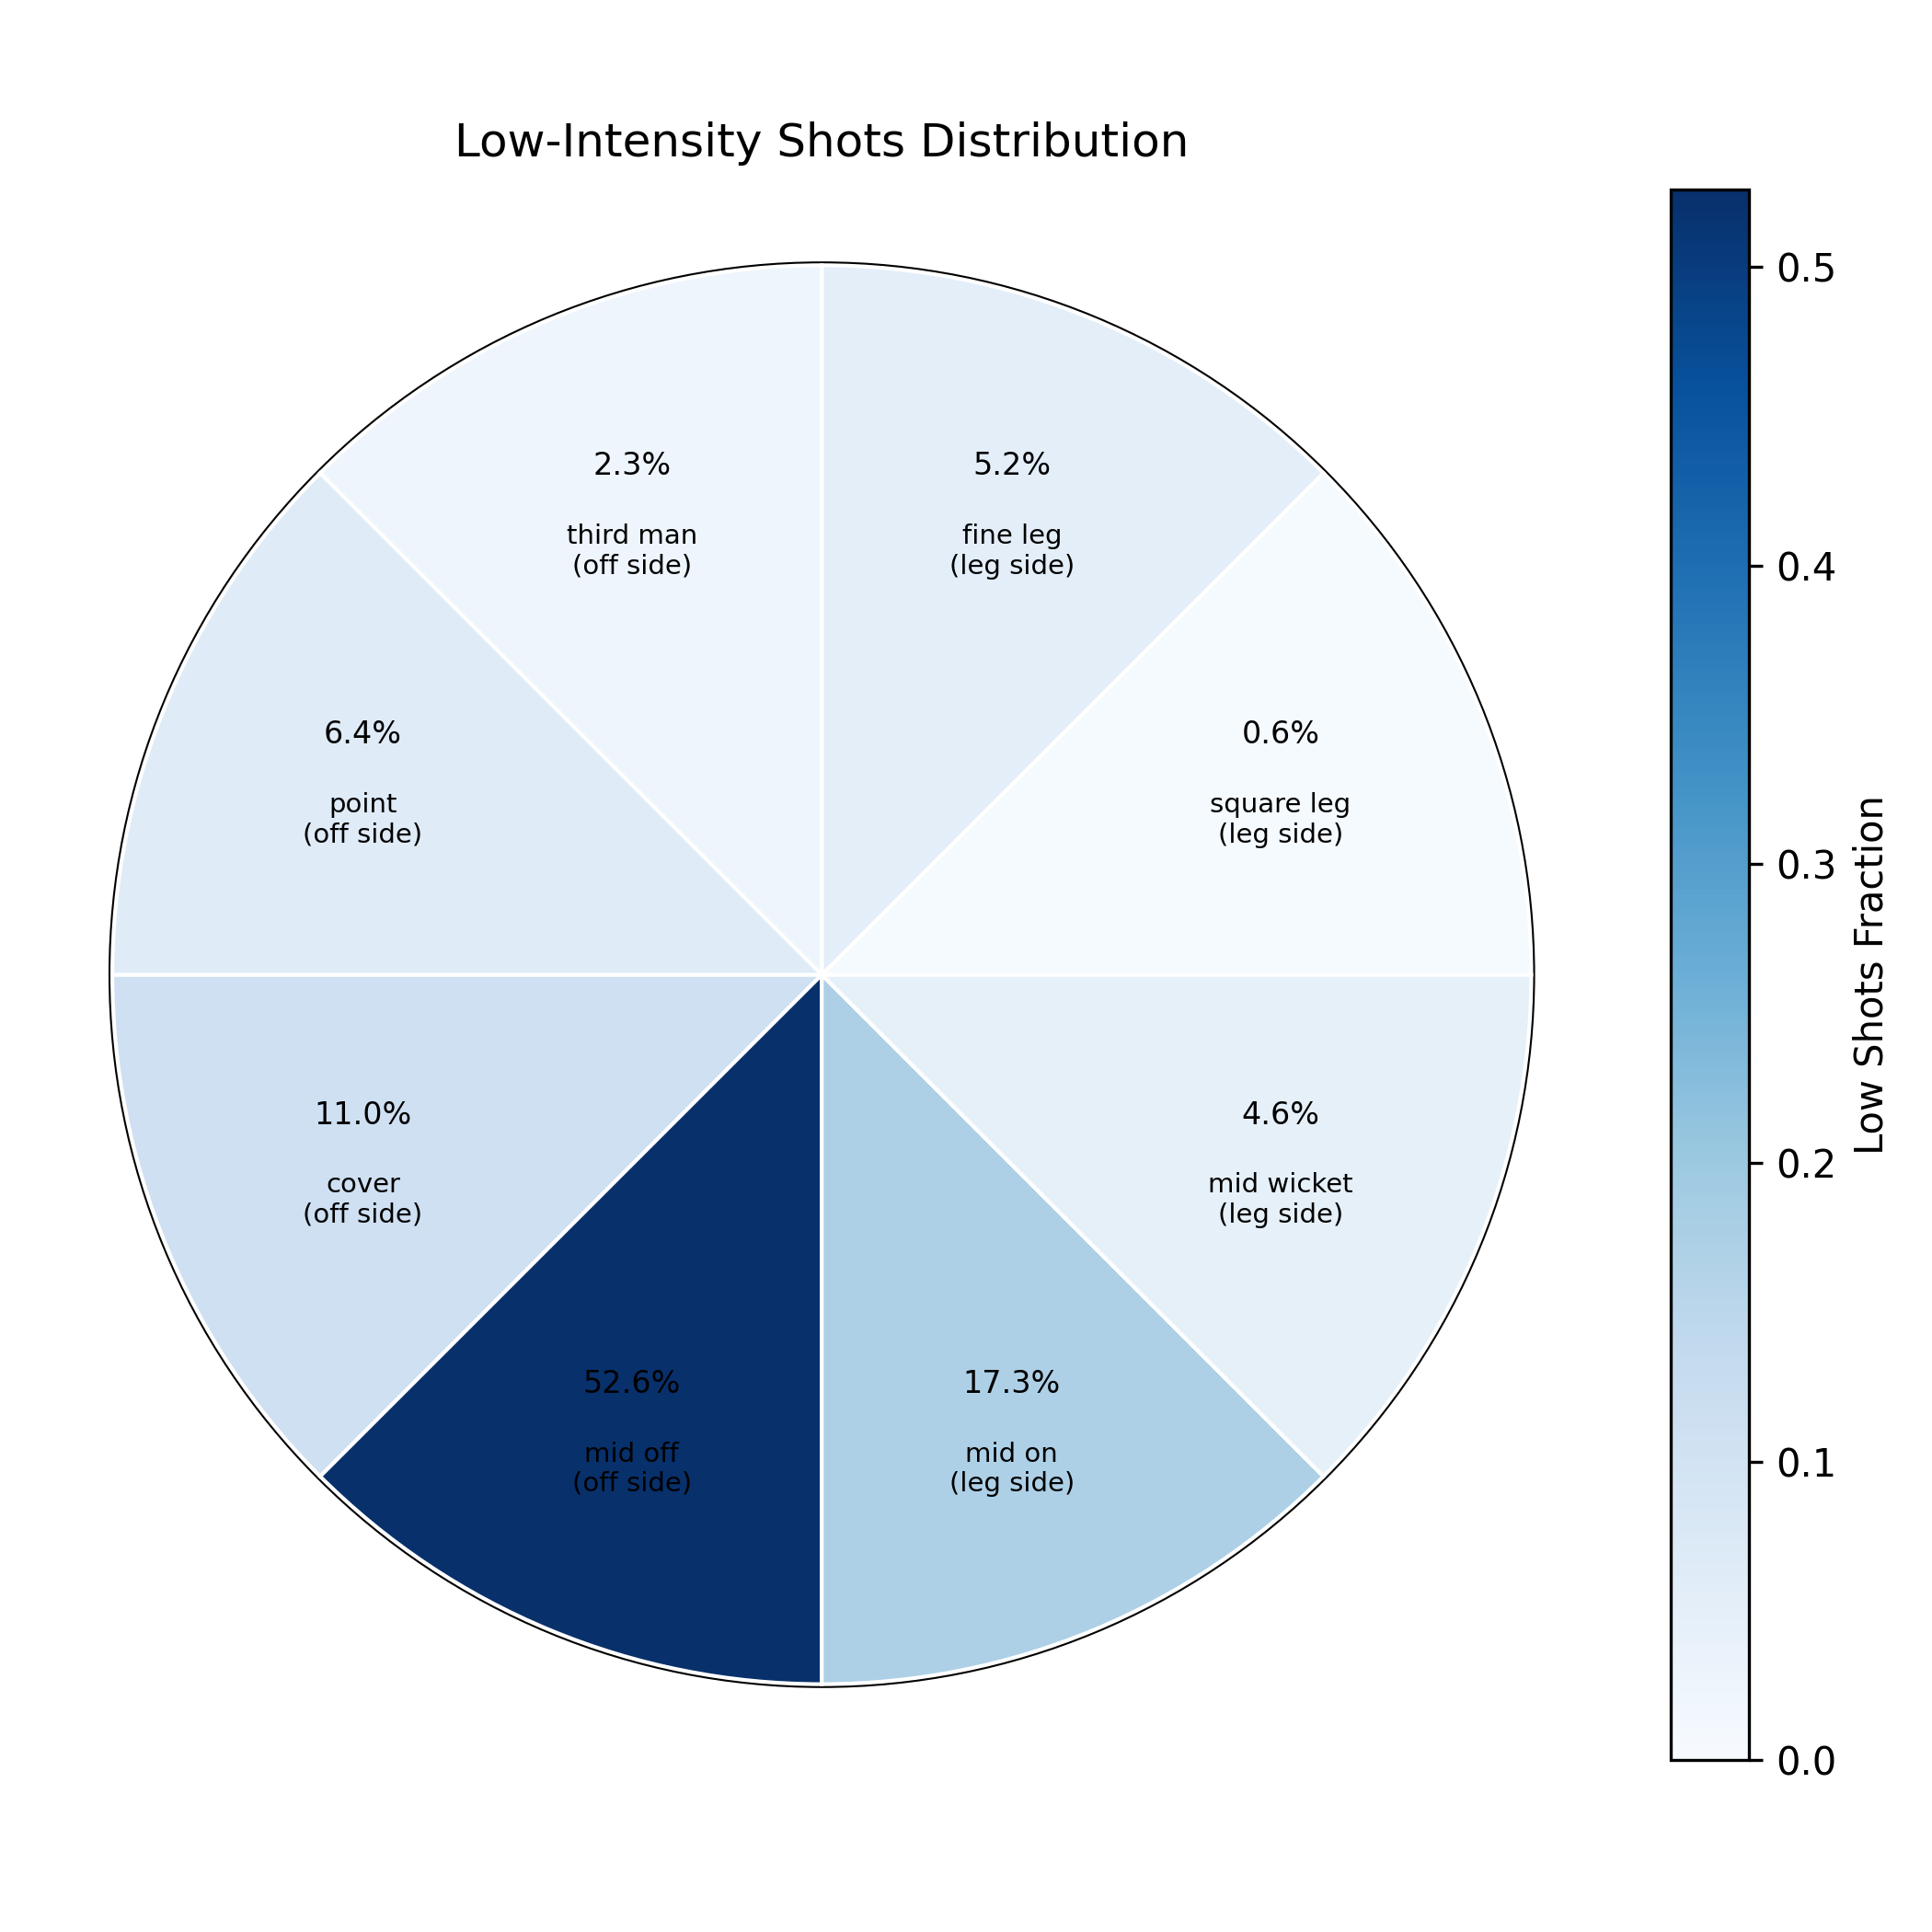 Low-Intensity Shots Distribution
2.3%
third man
(off side)
5.2%
fine leg
(leg side)
6.4%
point
(off side)
0.6%
square leg
(leg side)
11.0%
cover
(off side)
4.6%
mid wicket
(leg side)
52.6%
mid off
(off side)
17.3%
mid on
(leg side)
0.5
0.4
0.3
0.2
0.1
0.0
Low Shots Fraction